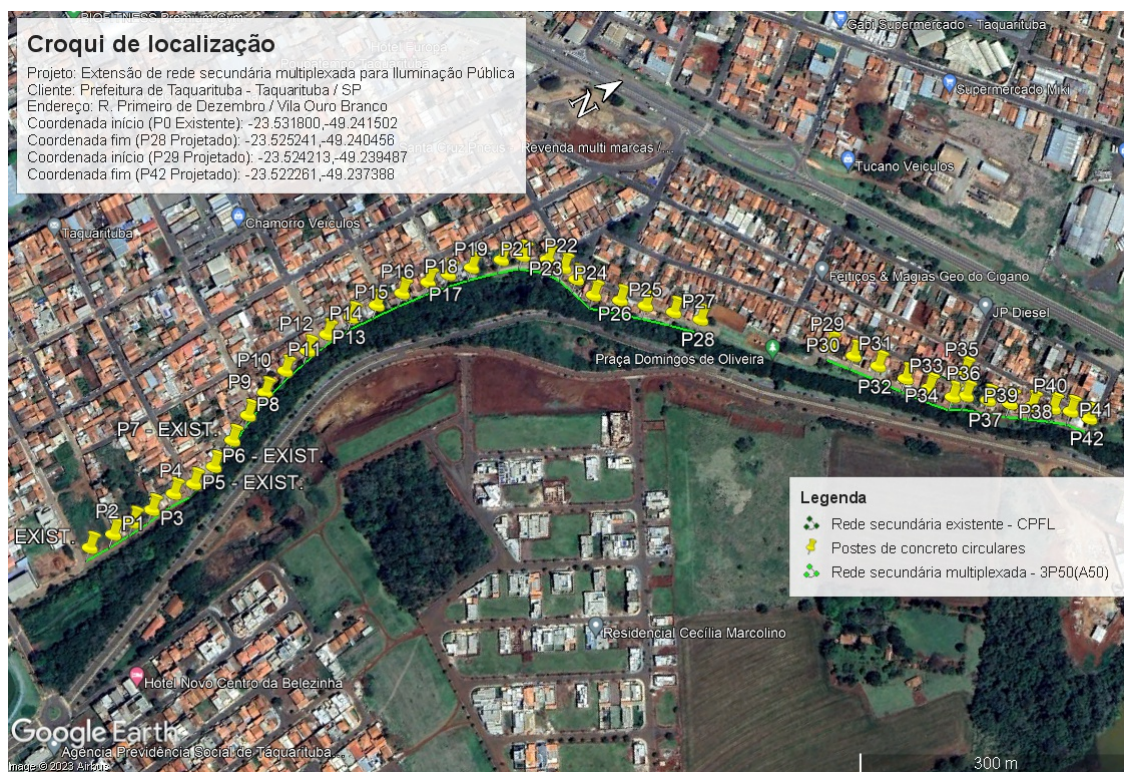 Croqui de localização
Projeto: Extensão de rede secundária multiplexada para Iluminação Pública
Cliente: Prefeitura de Taquarituba - Taquarituba / SP
Endereço: R. Primeiro de Dezembro / Vila Ouro Branco
Coordenada início (P0 Existente): -23.531800,-49.241502
Coordenada fim (P28 Projetado): -23.525241,-49.240456
Coordenada início (P29 Projetado): -23.524213,-49.239487
Coordenada fim (P42 Projetado): -23.522261,-49.237388
Gabi Supermercado - Taquarituba
Supermercado Miki
N
Revenda multi marcas /
Tucano Veículos
Chamorro Veículos
Taquarituba
Feitiços & Magias Geo do Cigano
JP Diesel
P19
P21
P22
P23
P24
P18
P16
P17
P15
P14
P13
P12
P11
P10
P9
P8
P25
P26
P27
P28
Praça Domingos de Oliveira
P29
P30
P31
P32
P33
P34
P35
P36
P37
P38
P39
P40
P41
P42
P7 - EXIST.
P6 - EXIST.
P5 - EXIST.
P4
P3
P2
P1
EXIST.
Legenda
Rede secundária existente - CPFL
Postes de concreto circulares
Rede secundária multiplexada - 3P50(A50)
Residencial Cecília Marcolino
Hotel Novo Centro da Belezinha
Google Earth
Agência Previdência Social de Taquarituba...
Image © 2023 Airbus
300 m